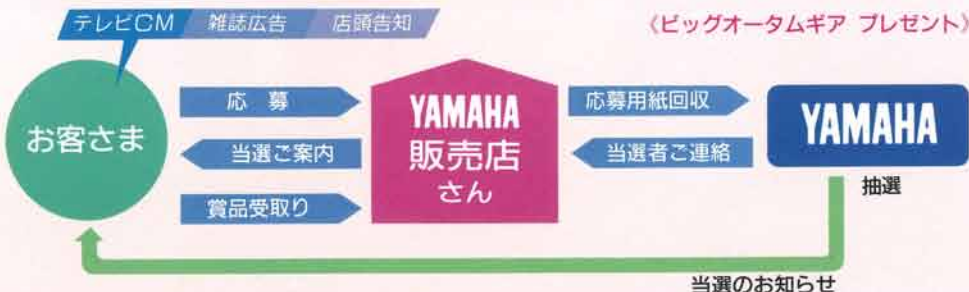 テレビCM 雑誌広告 店頭告知
《ビッグオータムギア プレゼント》
お客さま
応 募
当選ご案内
賞品受取り
YAMAHA
販売店
さん
応募用紙回収
当選者ご連絡
YAMAHA
抽選
当選のお知らせ